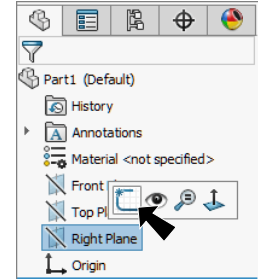 Part1 (Default)
History
Annotations
Material <not specified>
Front
Top Pl
Right Plane
Origin